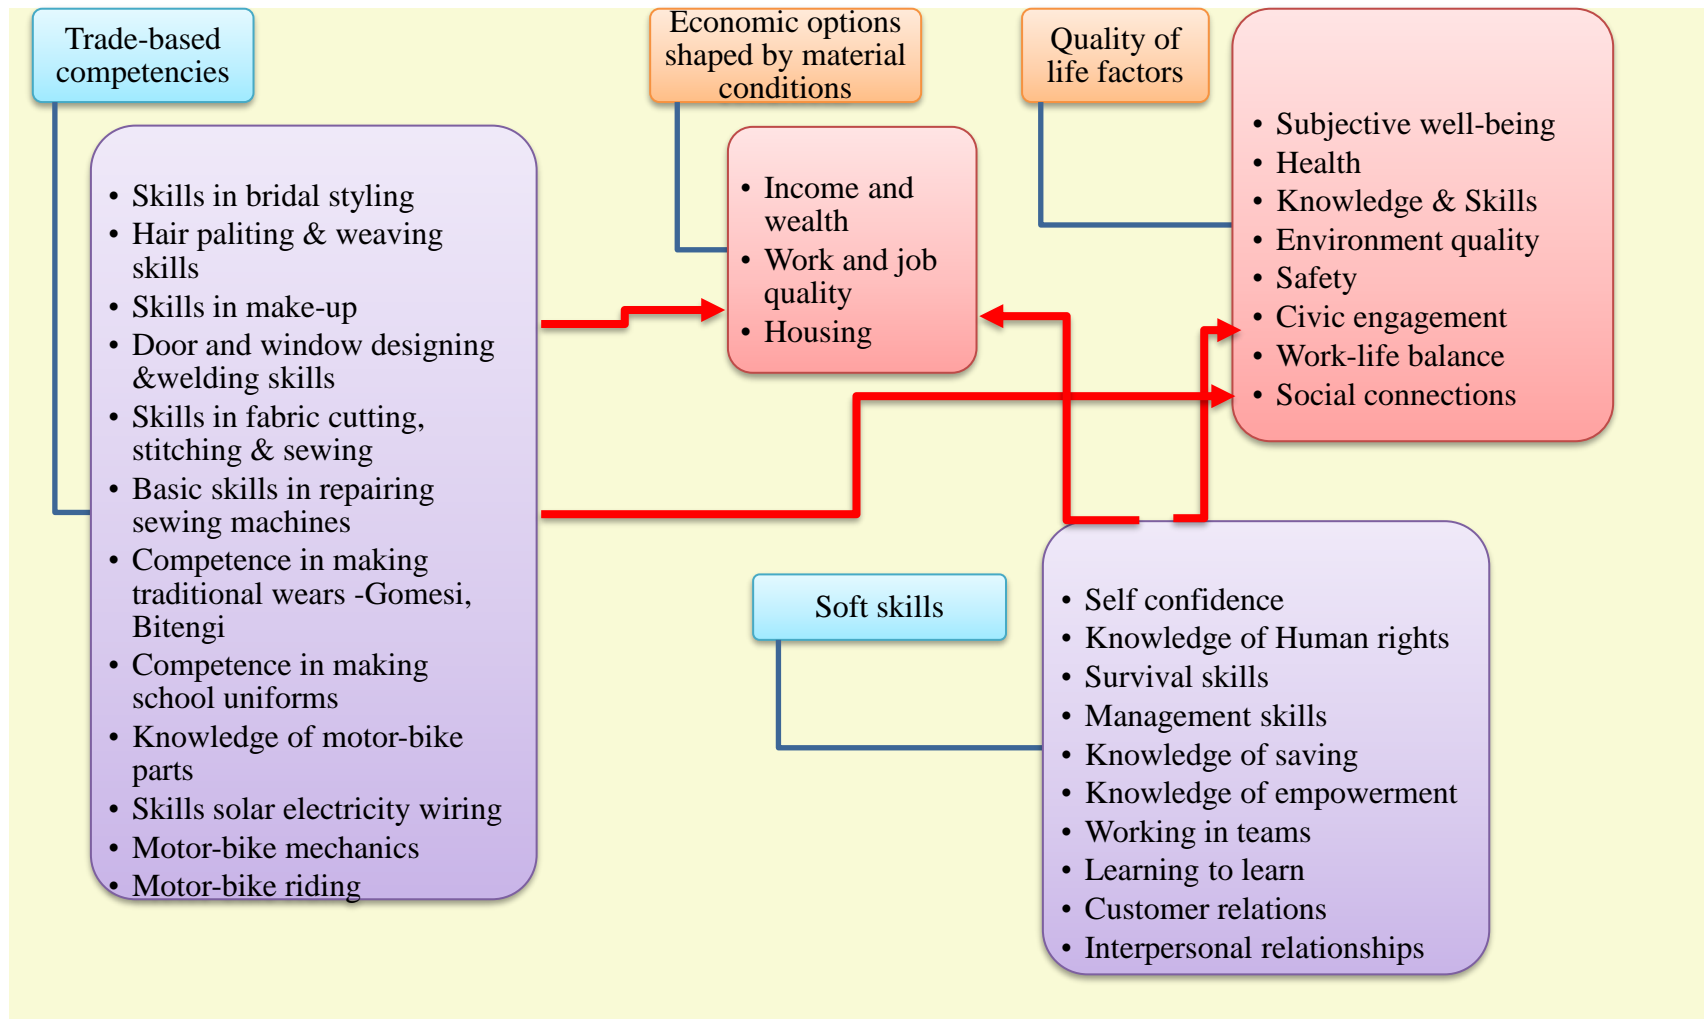 Trade-based
competencies
• Skills in bridal styling
• Hair paliting & weaving
skills
• Skills in make-up
• Door and window designing
&welding skills
• Skills in fabric cutting,
stitching & sewing
• Basic skills in repairing
sewing machines
• Competence in making
traditional wears -Gomesi,
Bitengi
• Competence in making
school uniforms
• Knowledge of motor-bike
parts
• Skills solar electricity wiring
• Motor-bike mechanics
• Motor-bike riding
Economic options
shaped by material
conditions
• Income and
wealth
• Work and job
quality
• Housing
Quality of
life factors
• Subjective well-being
• Health
• Knowledge & Skills
• Environment quality
• Safety
• Civic engagement
• Work-life balance
• Social connections
Soft skills
• Self confidence
• Knowledge of Human rights
• Survival skills
• Management skills
• Knowledge of saving
• Knowledge of empowerment
• Working in teams
• Learning to learn
• Customer relations
• Interpersonal relationships